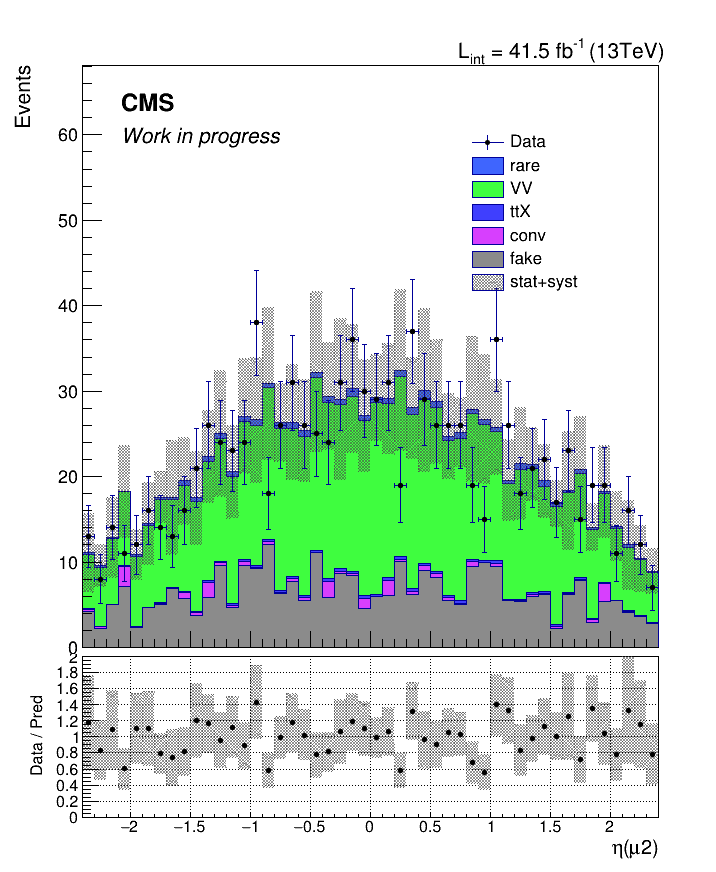 L_int = 41.5 fb^-1 (13TeV)
Events
CMS
Work in progress
Data
rare
VV
ttX
conv
fake
stat+syst
60
50
40
30
20
10
0
Data / Pred
2
1.8
1.6
1.4
1.2
1
0.8
0.6
0.4
0.2
0
−2 −1.5 −1 −0.5 0 0.5 1 1.5 2
η(μ2)